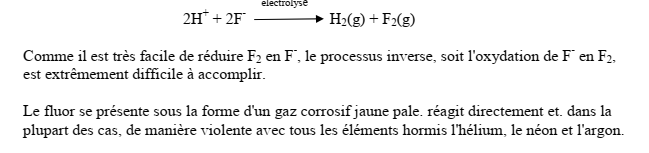 electrolyse
2H⁺ + 2F⁻ ⟶ H₂(g) + F₂(g)
Comme il est très facile de réduire F₂ en F⁻, le processus inverse, soit l'oxydation de F⁻ en F₂,
est extrêmement difficile à accomplir.
Le fluor se présente sous la forme d'un gaz corrosif jaune pale. réagit directement et. dans la
plupart des cas, de manière violente avec tous les éléments hormis l'hélium, le néon et l'argon.